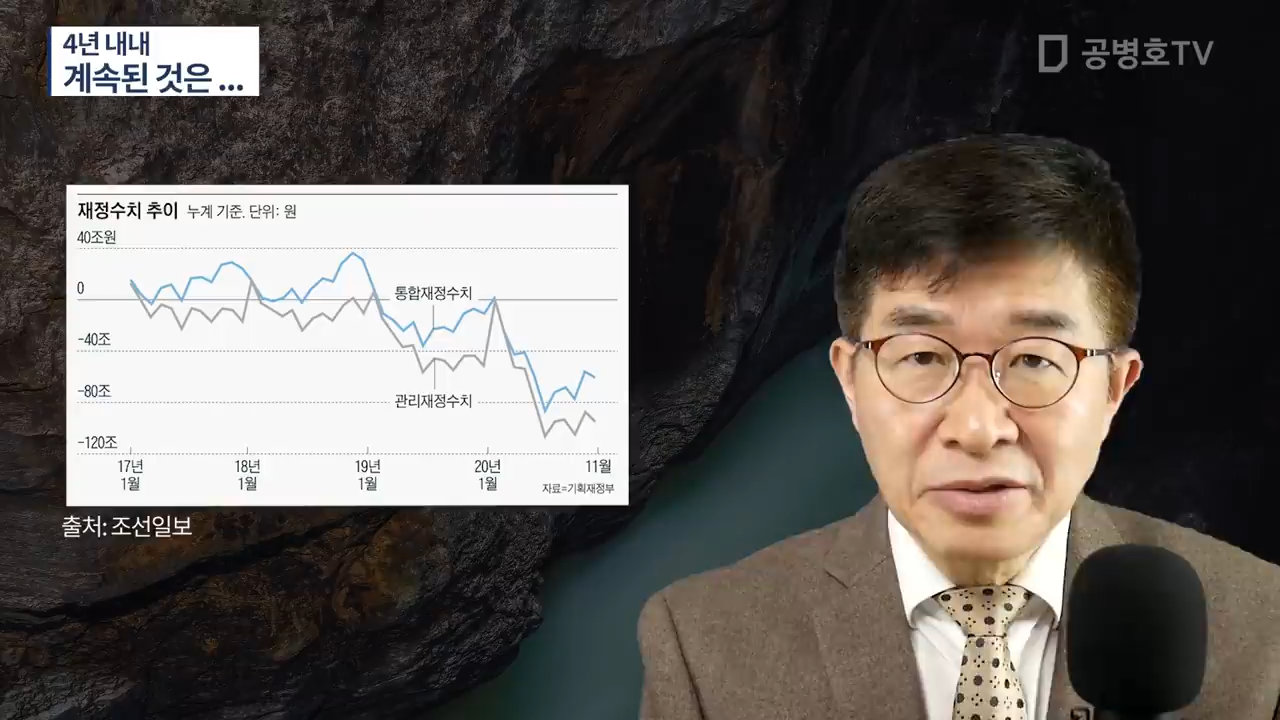 4년 내내
계속된 것은 ...
공병호TV
재정수치 추이 누계 기준. 단위: 원
40조원
0
통합재정수치
-40조
-80조
관리재정수치
-120조
17년 18년 19년 20년 11월
1월 1월 1월 1월
자료=기획재정부
출처: 조선일보